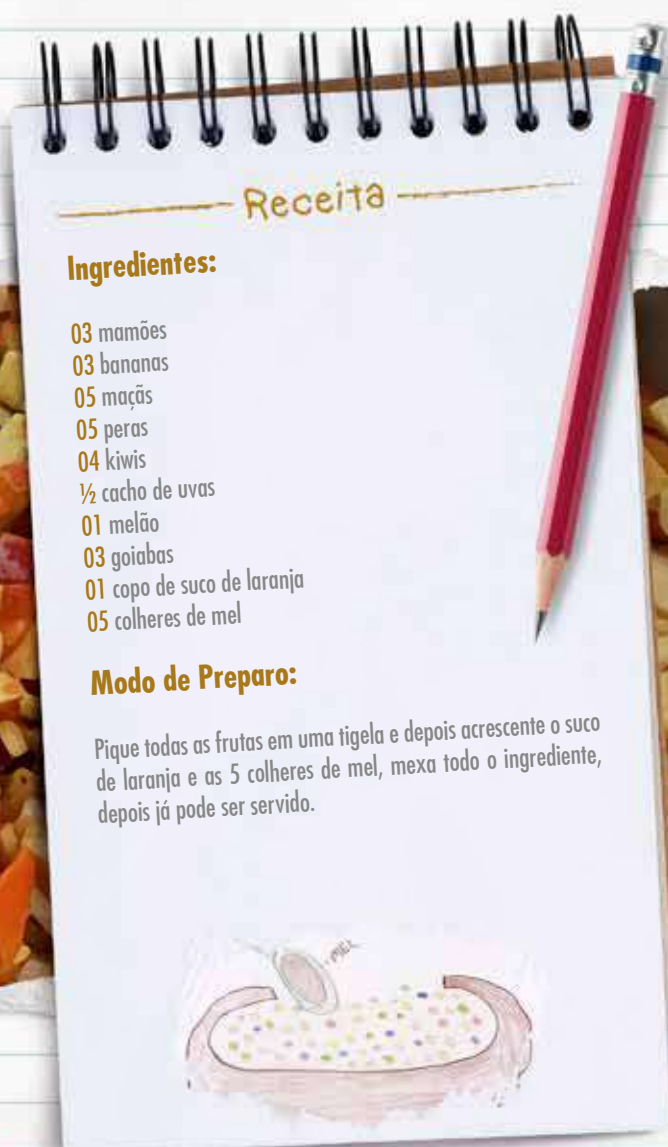 Receita
Ingredientes:
03 mamões
03 bananas
05 maçãs
05 peras
04 kiwis
½ cacho de uvas
01 melão
03 goiabas
01 copo de suco de laranja
05 colheres de mel
Modo de Preparo:
Pique todas as frutas em uma tigela e depois acrescente o suco
de laranja e as 5 colheres de mel, mexa todo o ingrediente,
depois já pode ser servido.
MEL